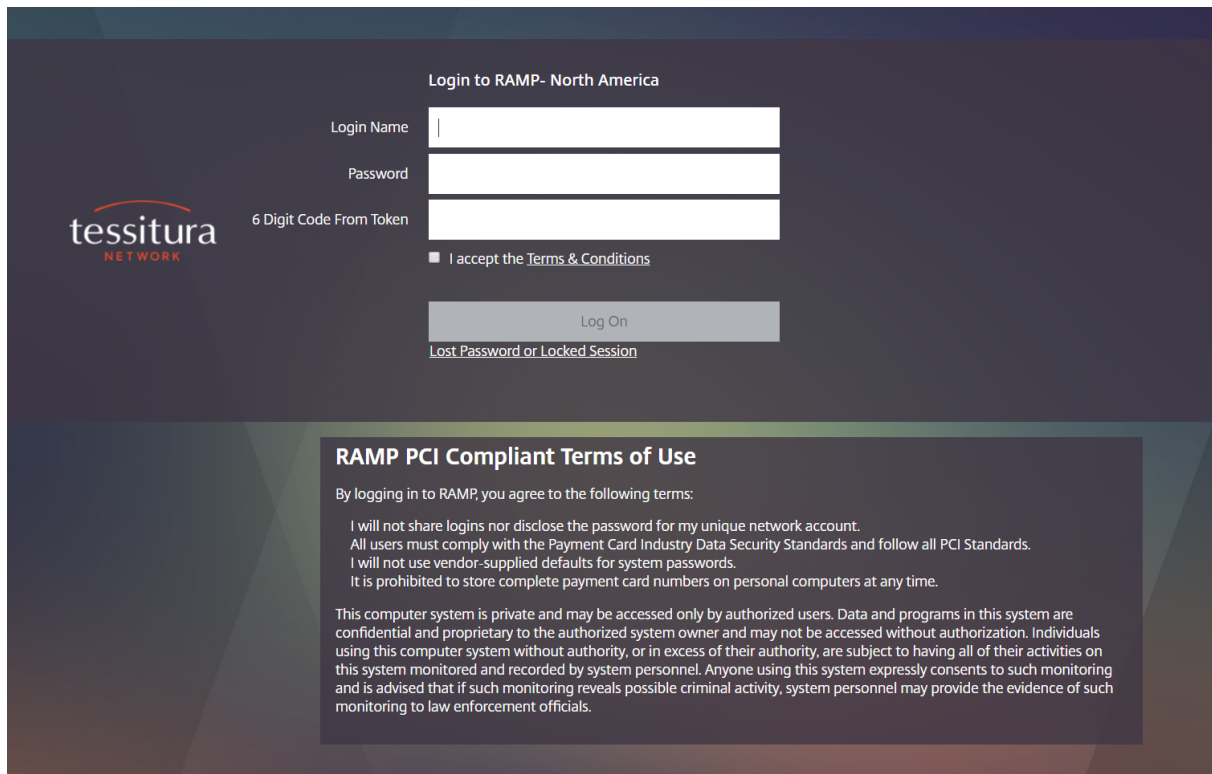 Login to RAMP- North America
Login Name
Password
6 Digit Code From Token
tessitura
NETWORK
I accept the Terms & Conditions
Log On
Lost Password or Locked Session
RAMP PCI Compliant Terms of Use
By logging in to RAMP, you agree to the following terms:
I will not share logins nor disclose the password for my unique network account.
All users must comply with the Payment Card Industry Data Security Standards and follow all PCI Standards.
I will not use vendor-supplied defaults for system passwords.
It is prohibited to store complete payment card numbers on personal computers at any time.
This computer system is private and may be accessed only by authorized users. Data and programs in this system are
confidential and proprietary to the authorized system owner and may not be accessed without authorization. Individuals
using this computer system without authority, or in excess of their authority, are subject to having all of their activities on
this system monitored and recorded by system personnel. Anyone using this system expressly consents to such monitoring
and is advised that if such monitoring reveals possible criminal activity, system personnel may provide the evidence of such
monitoring to law enforcement officials.